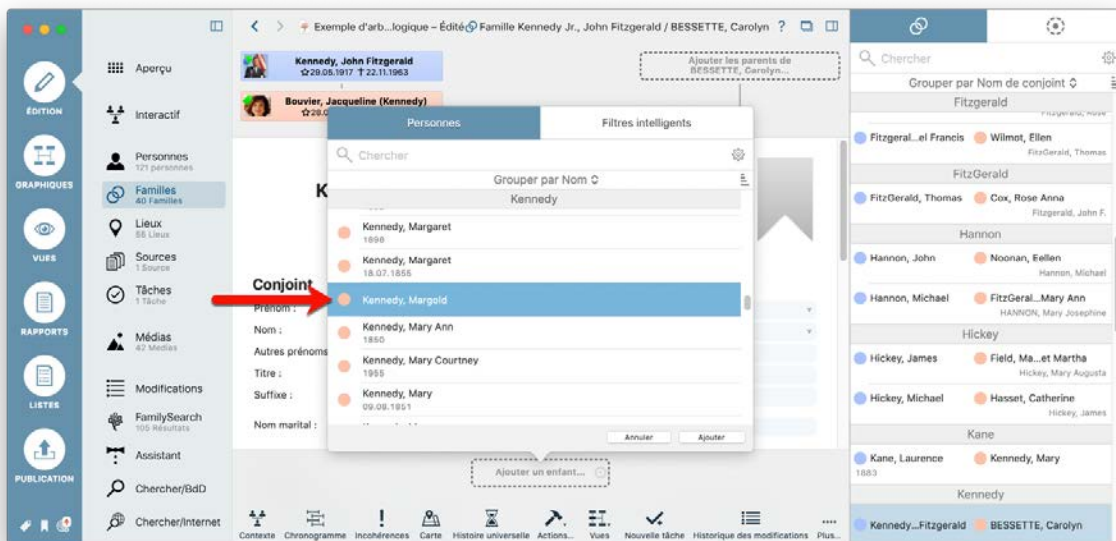 Exemple d'arb...logique – Édité
Famille Kennedy Jr., John Fitzgerald / BESSETTE, Carolyn
?
ÉDITION
GRAPHIQUES
VUES
RAPPORTS
LISTES
PUBLICATION
Aperçu
Interactif
Personnes
121 personnes
Familles
40 Familles
Lieux
55 Lieux
Sources
1 Source
Tâches
1 Tâche
Médias
42 Médias
Modifications
FamilySearch
105 Résultats
Assistant
Chercher/BdD
Chercher/Internet
Kennedy, John Fitzgerald
☆29.05.1917 †22.11.1963
Bouvier, Jacqueline (Kennedy)
Ajouter les parents de
BESSETTE, Carolyn...
K
Conjoint
Prénom :
Nom :
Autres prénoms
Titre :
Suffixe :
Nom marital :
Personnes
Filtres intelligents
Chercher
Grouper par Nom
Kennedy
Kennedy, Margaret
1898
Kennedy, Margaret
18.07.1855
Kennedy, Margold
Kennedy, Mary Ann
1850
Kennedy, Mary Courtney
1955
Kennedy, Mary
09.08.1851
Annuler
Ajouter
Ajouter un enfant...
Contexte
Chronogramme
Incohérences
Carte
Histoire universelle
Actions...
Vues
Nouvelle tâche
Historique des modifications
Plus...
Chercher
Grouper par Nom de conjoint
Fitzgerald
Fitzgeral...el Francis
Wilmot, Ellen
FitzGerald, Thomas
FitzGerald
FitzGerald, Thomas
Cox, Rose Anna
Fitzgerald, John F.
Hannon
Hannon, John
Noonan, Eellen
Hannon, Michael
Hannon, Michael
FitzGeral...Mary Ann
HANNON, Mary Josephine
Hickey
Hickey, James
Field, Ma...et Martha
Hickey, Mary Augusta
Hickey, Michael
Hasset, Catherine
Hickey, James
Kane
Kane, Laurence
Kennedy, Mary
1883
Kennedy
Kennedy...Fitzgerald
BESSETTE, Carolyn